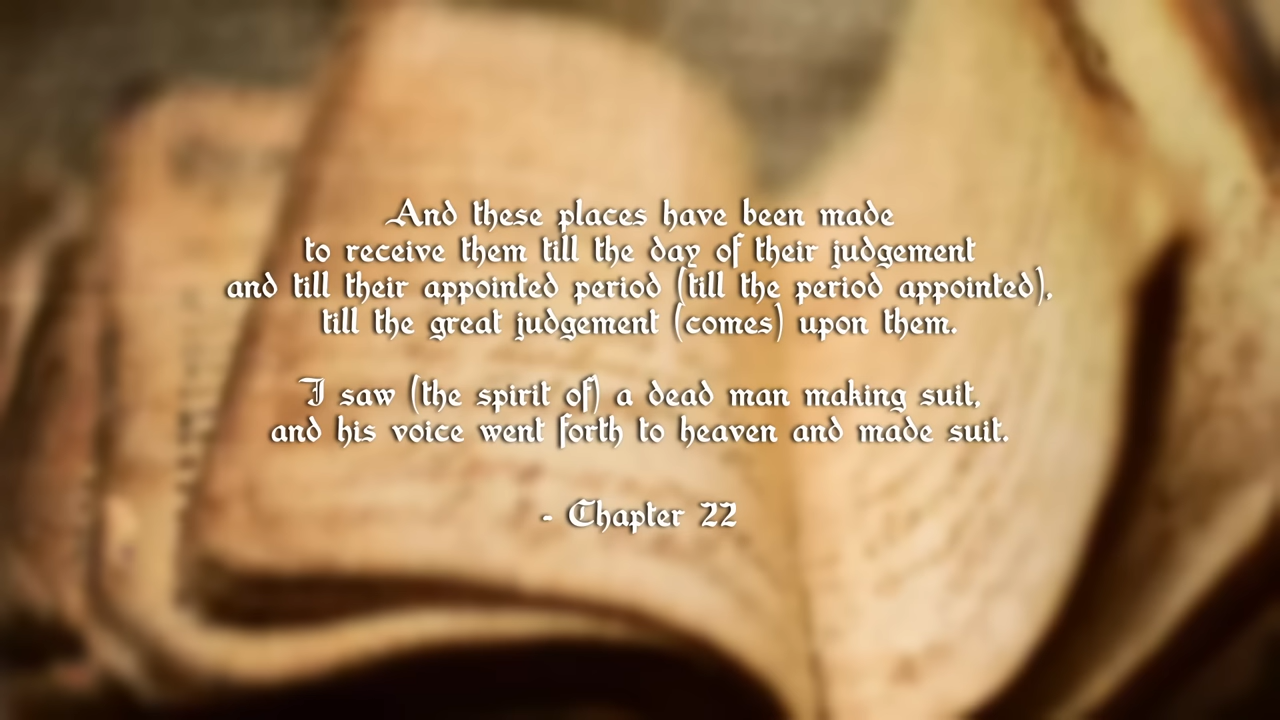 And these places have been made
to receive them till the day of their judgement
and till their appointed period (till the period appointed),
till the great judgement (comes) upon them.
I saw (the spirit of) a dead man making suit,
and his voice went forth to heaven and made suit.
- Chapter 22